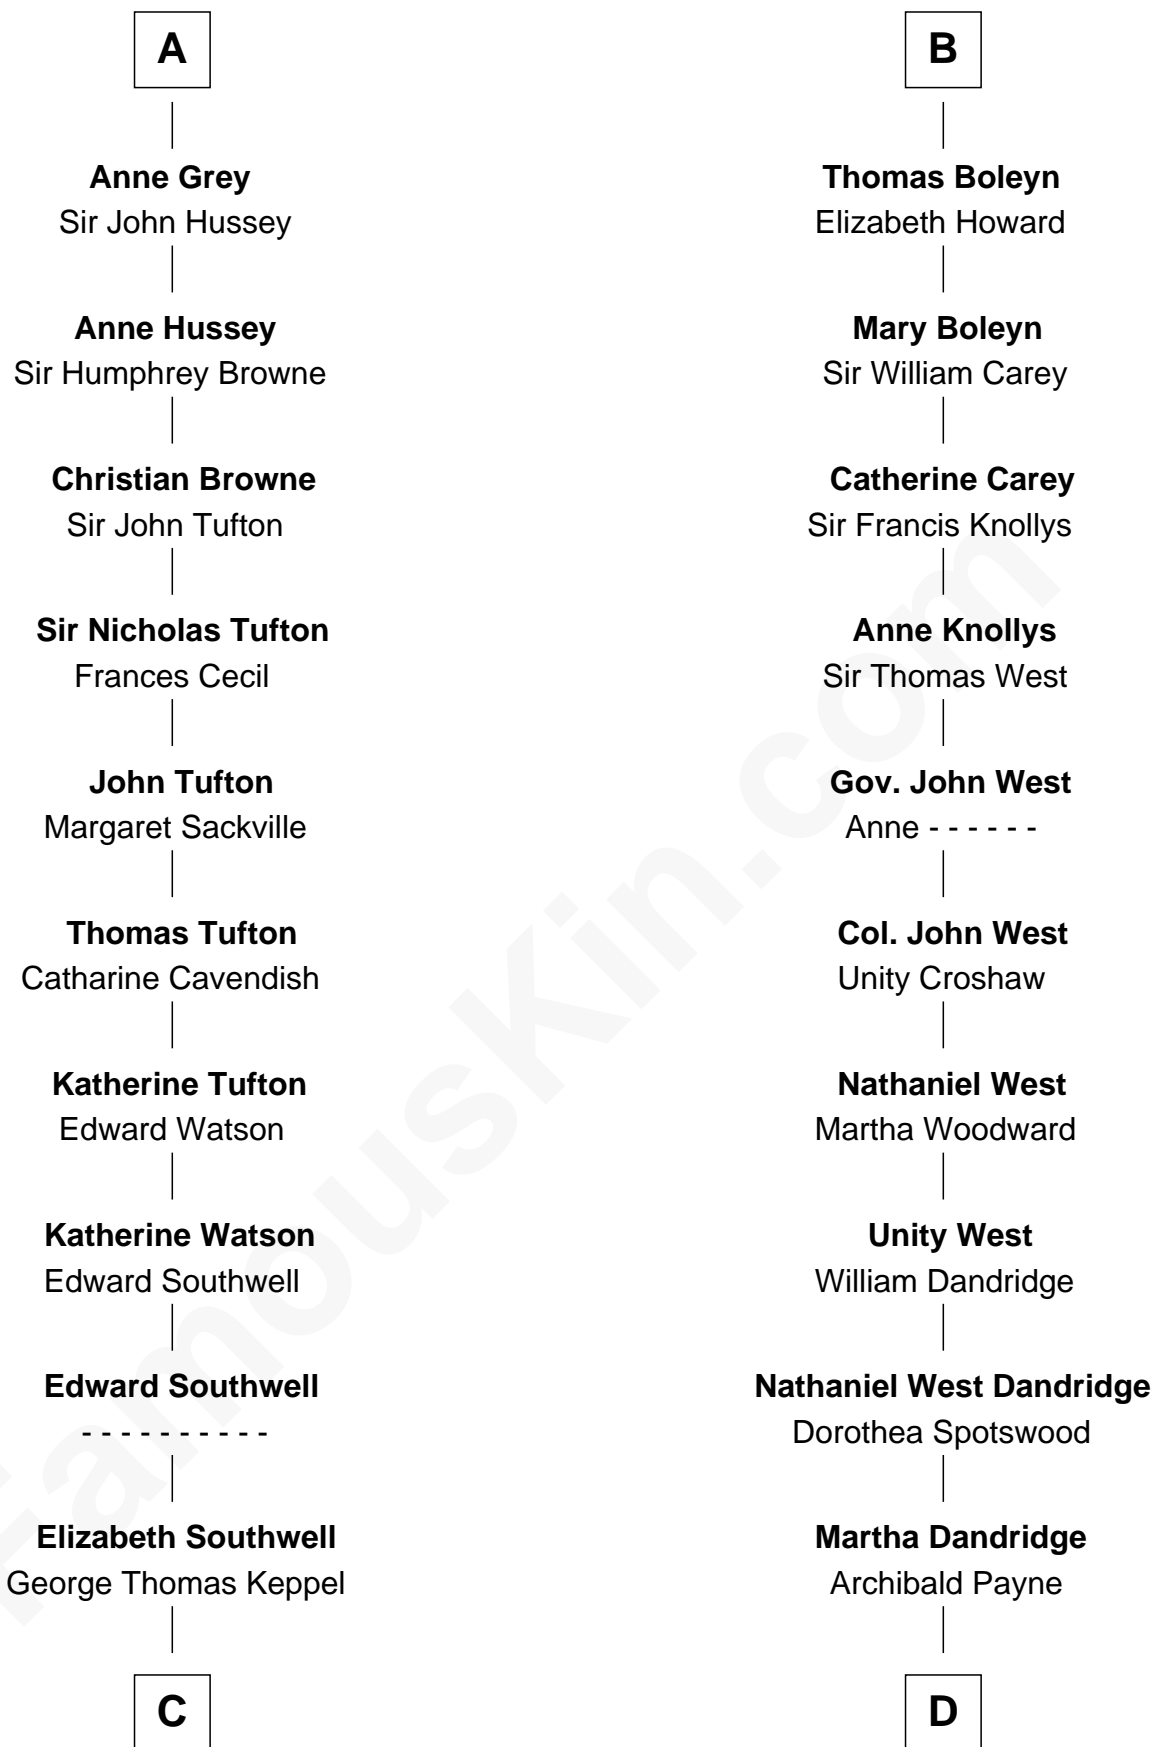 A
Anne Grey
Sir John Hussey
Anne Hussey
Sir Humphrey Browne
Christian Browne
Sir John Tufton
Sir Nicholas Tufton
Frances Cecil
John Tufton
Margaret Sackville
Thomas Tufton
Catharine Cavendish
Katherine Tufton
Edward Watson
Katherine Watson
Edward Southwell
Edward Southwell
- - - - - - - - - -
Elizabeth Southwell
George Thomas Keppel
C
B
Thomas Boleyn
Elizabeth Howard
Mary Boleyn
Sir William Carey
Catherine Carey
Sir Francis Knollys
Anne Knollys
Sir Thomas West
Gov. John West
Anne - - - - - -
Col. John West
Unity Croshaw
Nathaniel West
Martha Woodward
Unity West
William Dandridge
Nathaniel West Dandridge
Dorothea Spotswood
Martha Dandridge
Archibald Payne
D
FamousKin.com